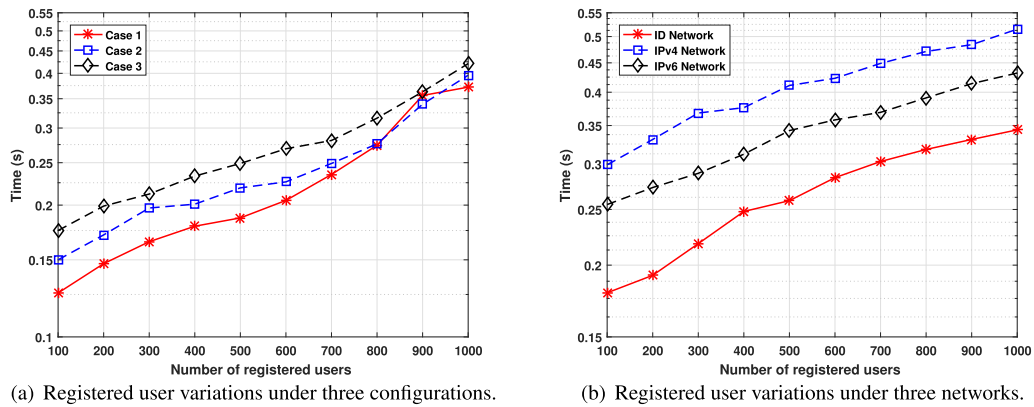 0.55
0.5
0.45
0.4
0.35
0.3
0.25
0.2
0.15
0.1
Time (s)
Case 1
Case 2
Case 3
100 200 300 400 500 600 700 800 900 1000
Number of registered users
(a) Registered user variations under three configurations.
0.55
0.5
0.45
0.4
0.35
0.3
0.25
0.2
0.15
Time (s)
ID Network
IPv4 Network
IPv6 Network
100 200 300 400 500 600 700 800 900 1000
Number of registered users
(b) Registered user variations under three networks.